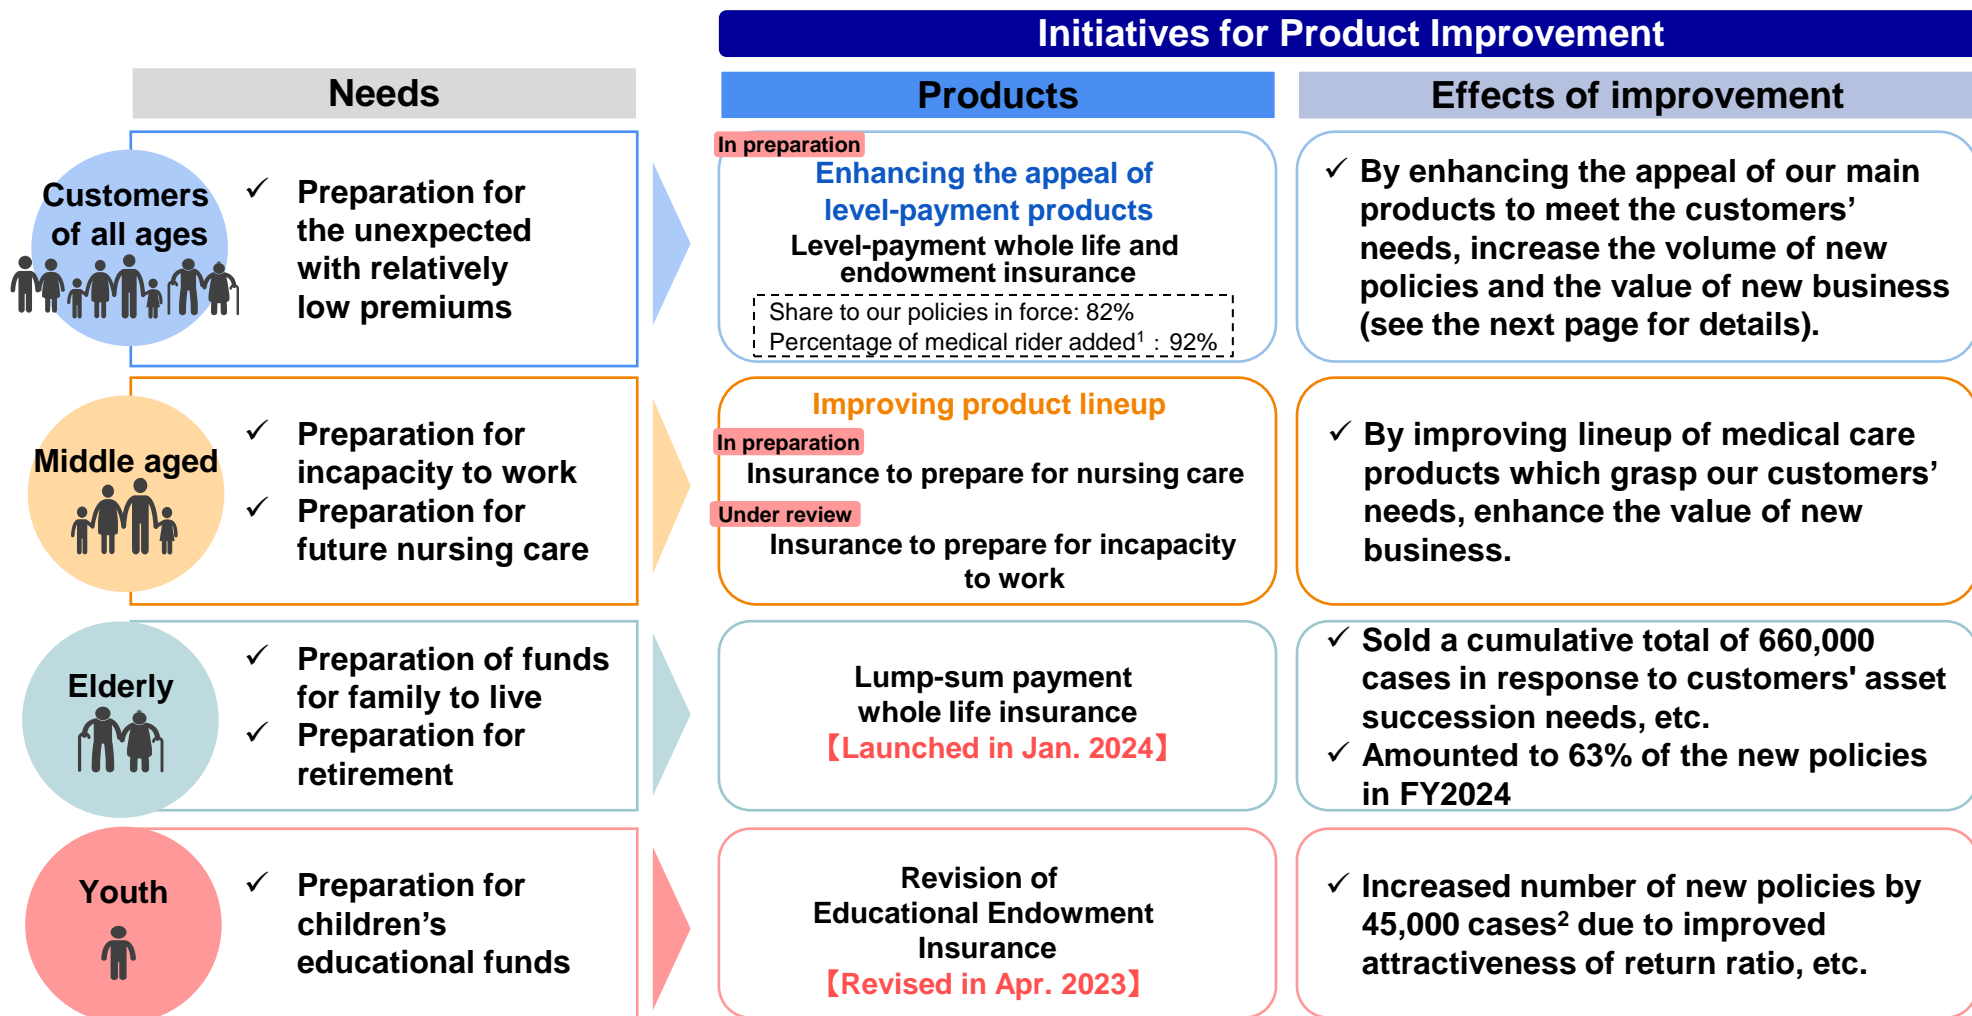 Initiatives for Product Improvement
Needs
Products
Effects of improvement
Customers
of all ages
✓ Preparation for
the unexpected
with relatively
low premiums
In preparation
Enhancing the appeal of
level-payment products
Level-payment whole life and
endowment insurance
Share to our policies in force: 82%
Percentage of medical rider added¹ : 92%
✓ By enhancing the appeal of our main
products to meet the customers’
needs, increase the volume of new
policies and the value of new business
(see the next page for details).
Middle aged
✓ Preparation for
incapacity to work
✓ Preparation for
future nursing care
Improving product lineup
In preparation
Insurance to prepare for nursing care
Under review
Insurance to prepare for incapacity
to work
✓ By improving lineup of medical care
products which grasp our customers’
needs, enhance the value of new
business.
Elderly
✓ Preparation of funds
for family to live
✓ Preparation for
retirement
Lump-sum payment
whole life insurance
【Launched in Jan. 2024】
✓ Sold a cumulative total of 660,000
cases in response to customers' asset
succession needs, etc.
✓ Amounted to 63% of the new policies
in FY2024
Youth
✓ Preparation for
children’s
educational funds
Revision of
Educational Endowment
Insurance
【Revised in Apr. 2023】
✓ Increased number of new policies by
45,000 cases² due to improved
attractiveness of return ratio, etc.